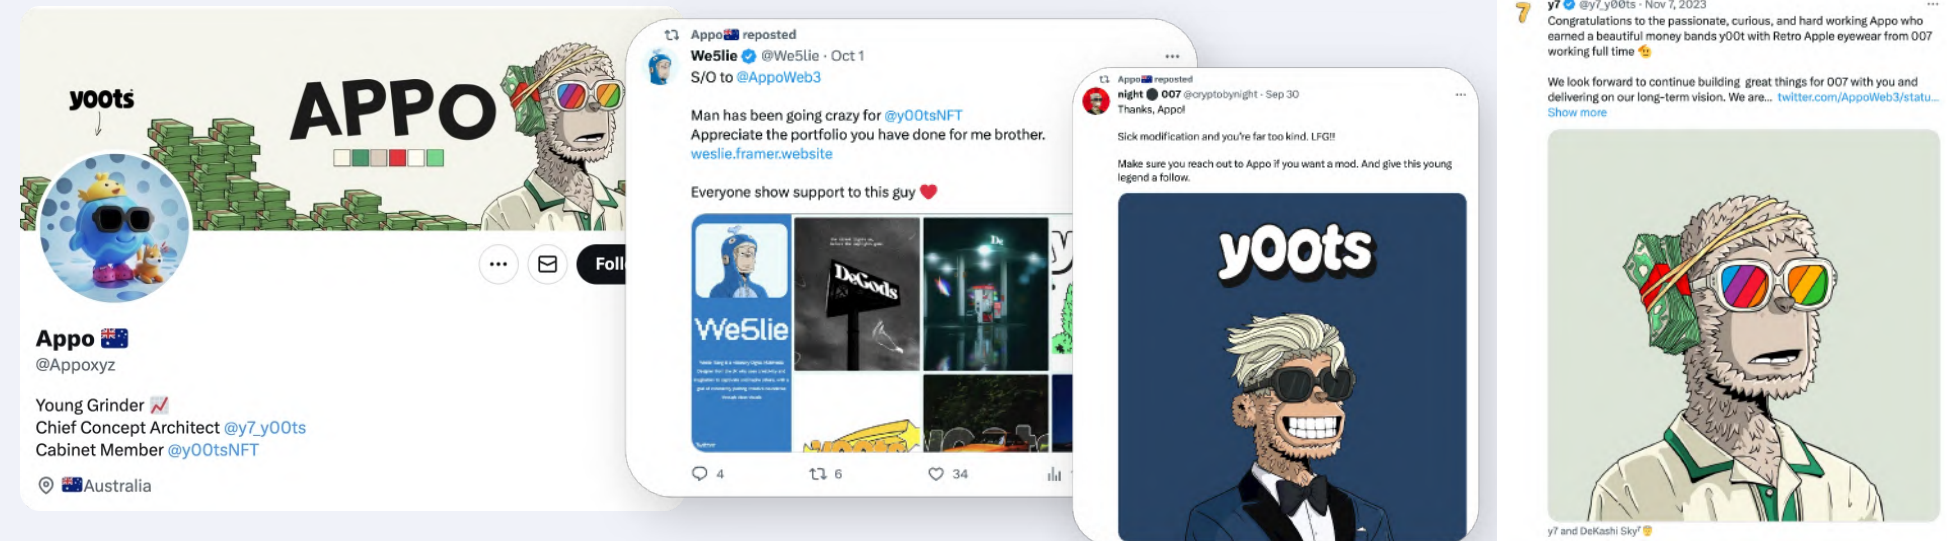 yoots
APPO
Foll
Appo
@Appoxyz
Young Grinder
Chief Concept Architect @y7_y00ts
Cabinet Member @y00tsNFT
Australia
Appo reposted
We5lie @We5lie · Oct 1
S/O to @AppoWeb3
Man has been going crazy for @y00tsNFT
Appreciate the portfolio you have done for me brother.
weslie.framer.website
Everyone show support to this guy
We5lie
DeGods
De
y
4
6
34
Appo reposted
night 007 @cryptobynight · Sep 30
Thanks, Appo!
Sick modification and you're far too kind. LFG!!
Make sure you reach out to Appo if you want a mod. And give this young
legend a follow.
y00ts
y7 @y7_y00ts · Nov 7, 2023
Congratulations to the passionate, curious, and hard working Appo who
earned a beautiful money bands y00t with Retro Apple eyewear from 007
working full time
We look forward to continue building great things for 007 with you and
delivering on our long-term vision. We are... twitter.com/AppoWeb3/statu...
Show more
y7 and DeKashi Sky⁷